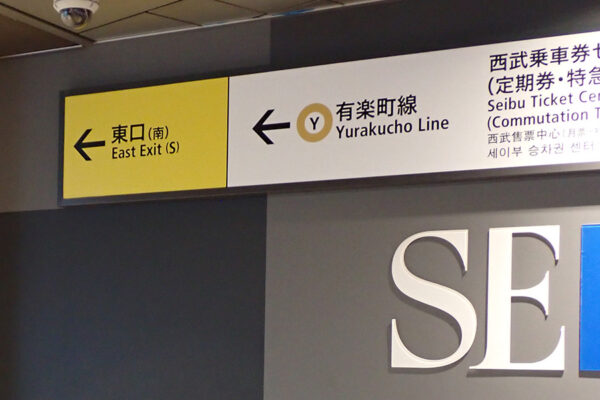 ← 東口(南)
East Exit (S)
← Y 有楽町線
Yurakucho Line
西武乗車券
(定期券・特急
Seibu Ticket
(Commutation
西武售票中心
세이부 승차권 센터
SE